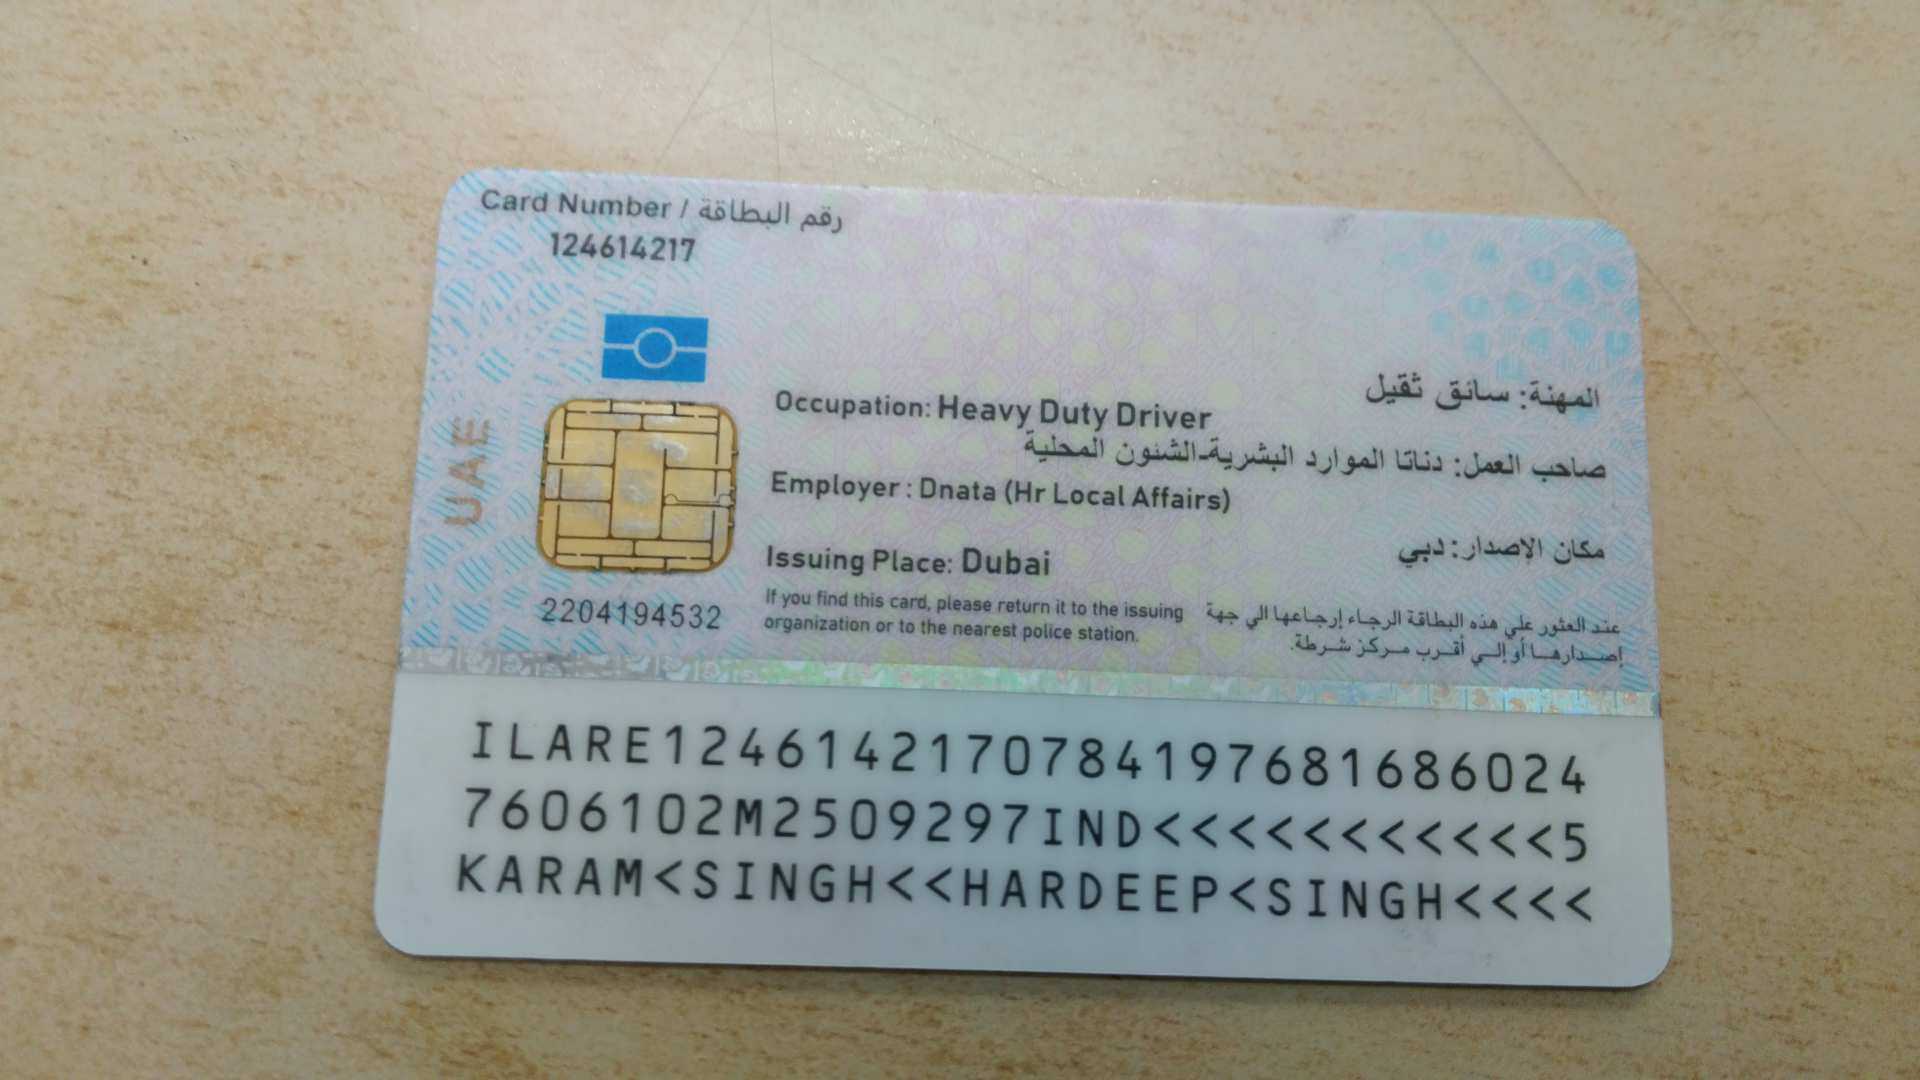 Card Number / رقم البطاقة
124614217
UAE
Occupation: Heavy Duty Driver
المهنة: سائق ثقيل
صاحب العمل: دناتا الموارد البشرية-الشئون المحلية
Employer : Dnata (Hr Local Affairs)
Issuing Place: Dubai
مكان الإصدار: دبي
2204194532
If you find this card, please return it to the issuing
organization or to the nearest police station.
عند العثور علي هذه البطاقة الرجاء إرجاعها الي جهة
إصدارها أو إلي أقرب مركز شرطة.
ILARE1246142170784197681686024
7606102M2509297IND<<<<<<<<<<<5
KARAM<SINGH<<HARDEEP<SINGH<<<<